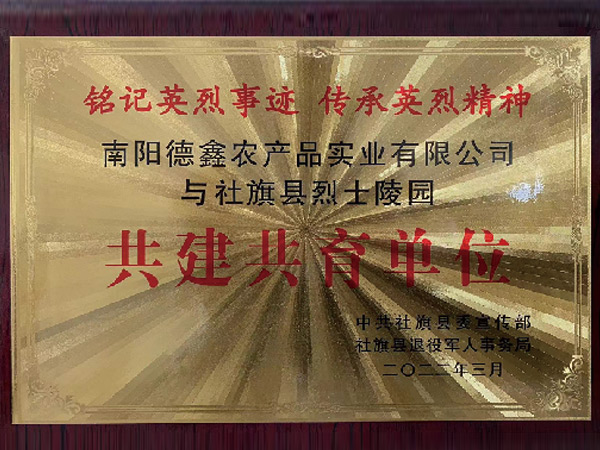 铭记英烈事迹 传承英烈精神
南阳德鑫农产品实业有限公司
与社旗县烈士陵园
共建共育单位
中共社旗县委宣传部
社旗县退役军人事务局
二〇二二年三月